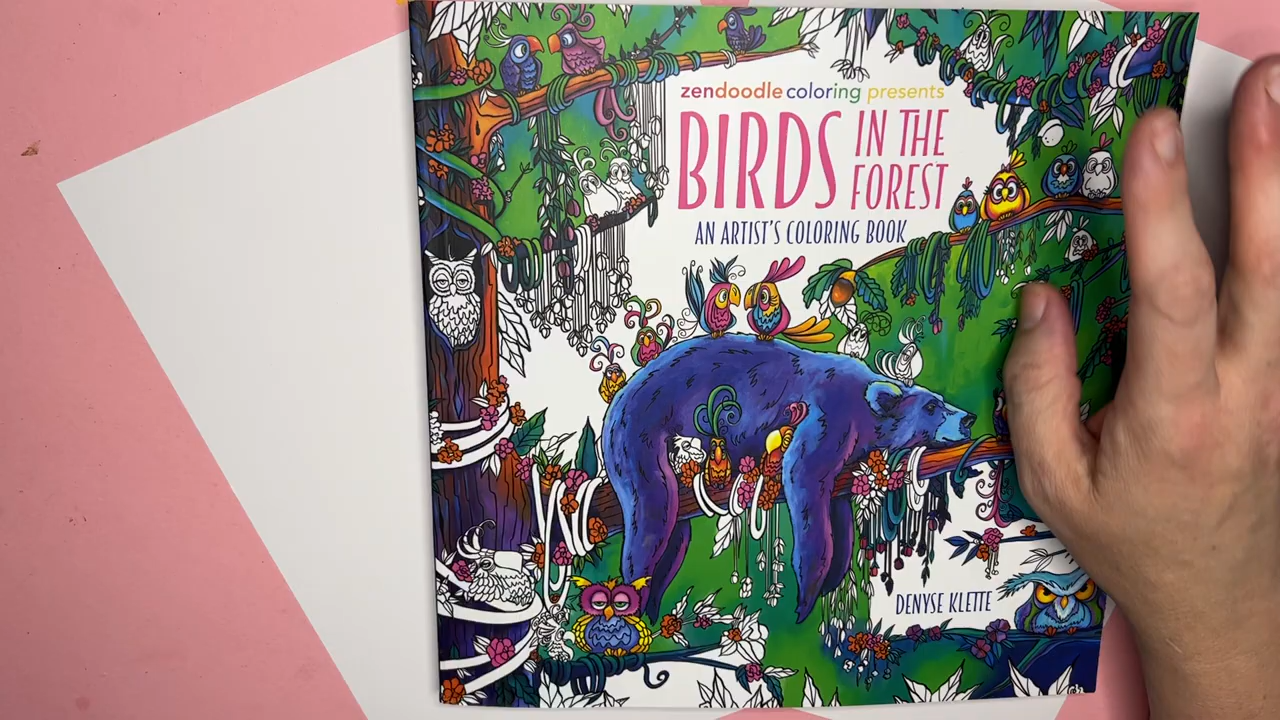 zendoodle coloring presents
BIRDS IN THE
FOREST
AN ARTIST'S COLORING BOOK
DENYSE KLETTE